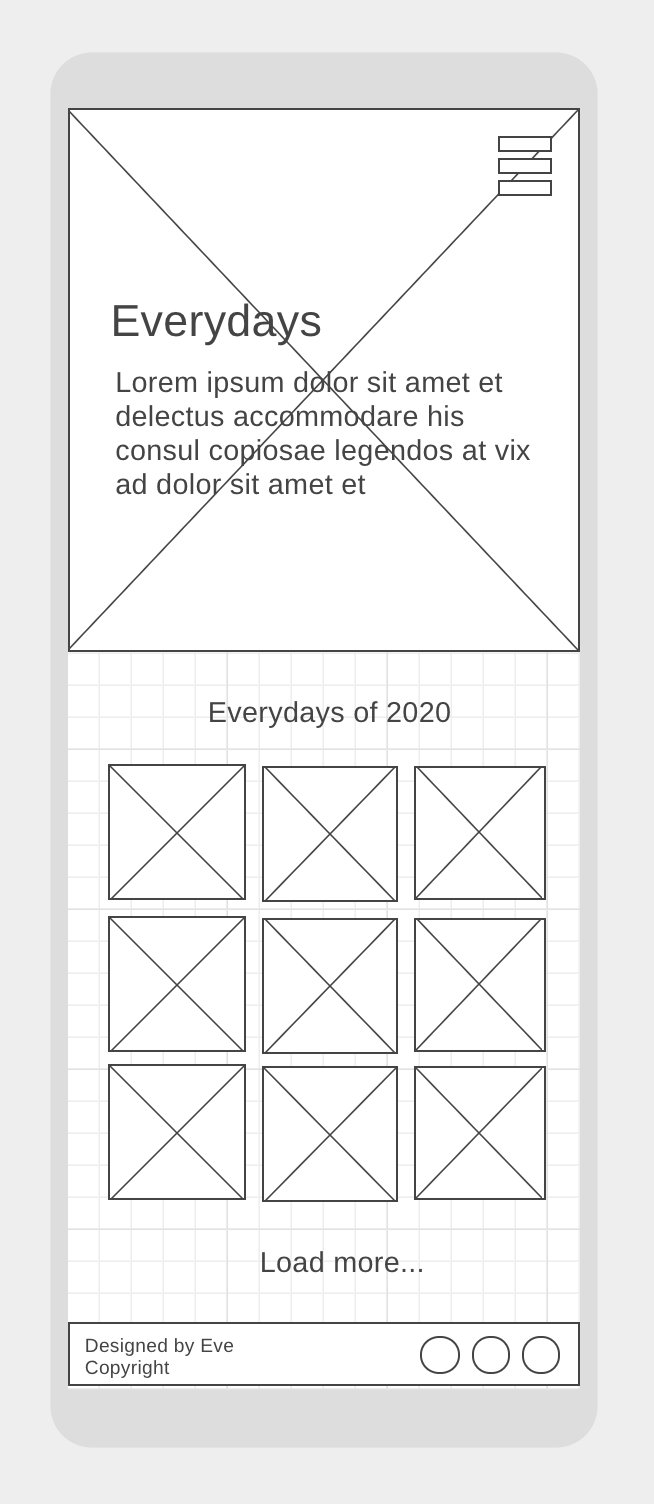 Everydays
Lorem ipsum dolor sit amet et
delectus accommodare his
consul copiosae legendos at vix
ad dolor sit amet et
Everydays of 2020
Load more...
Designed by Eve
Copyright